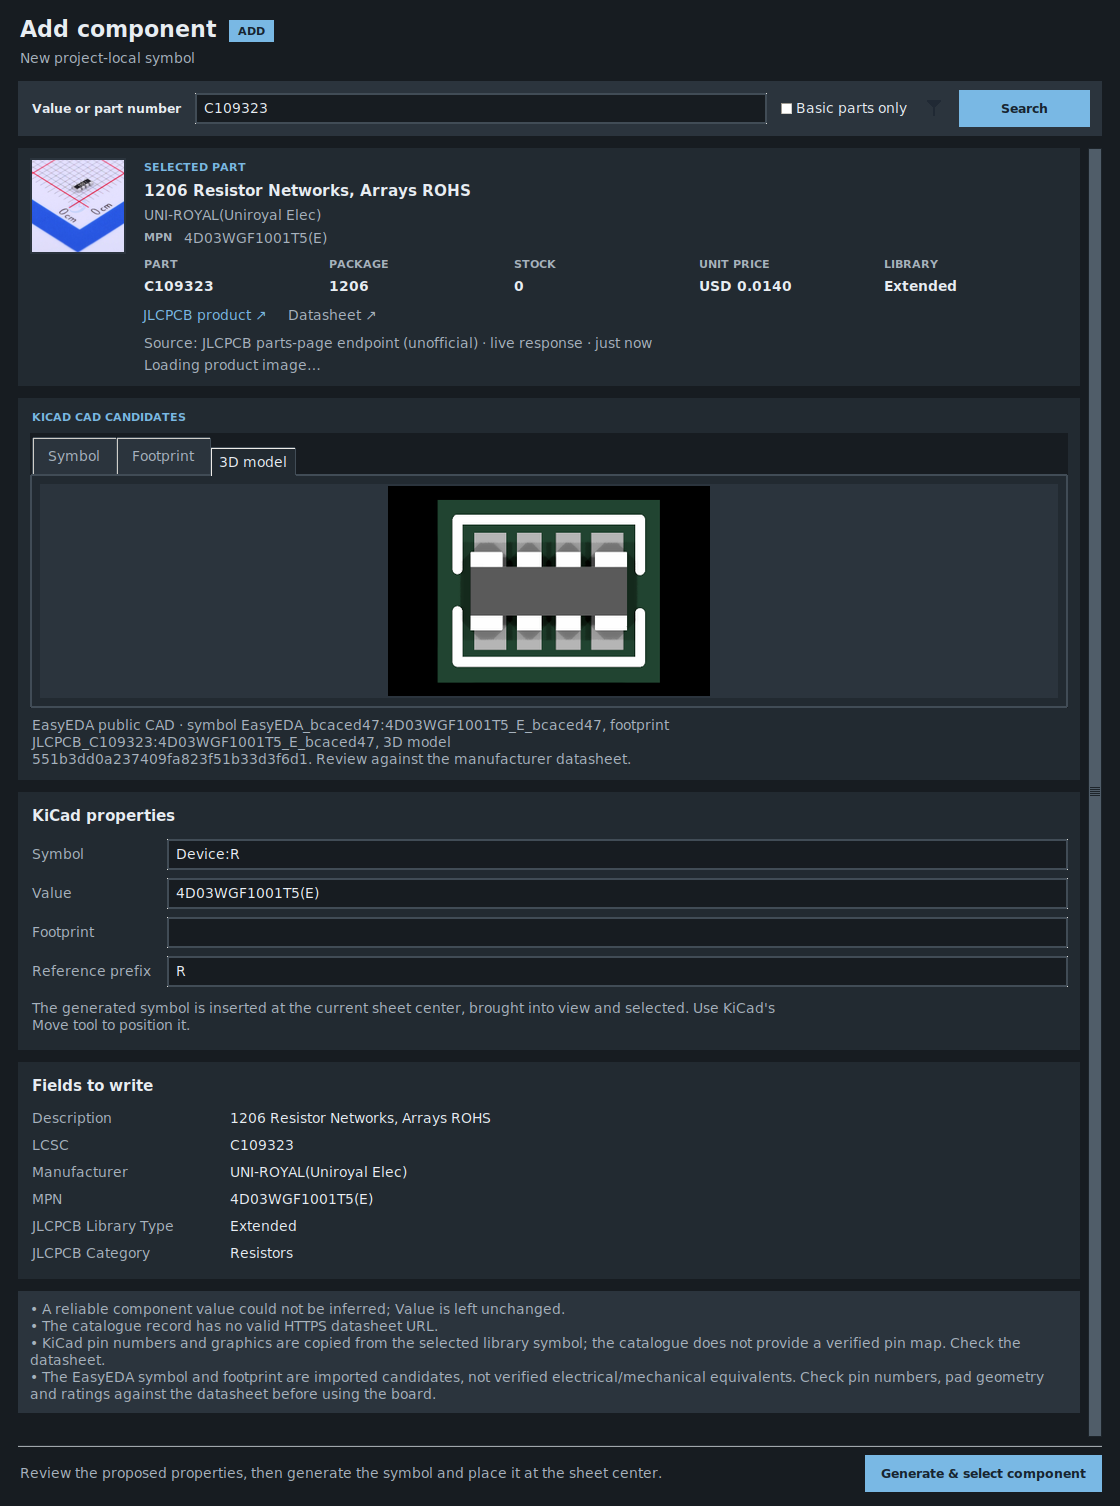 Add component ADD
New project-local symbol
Value or part number C109323 Basic parts only Search
0 cm 0 cm
SELECTED PART
1206 Resistor Networks, Arrays ROHS
UNI-ROYAL(Uniroyal Elec)
MPN 4D03WGF1001T5(E)
PART PACKAGE STOCK UNIT PRICE LIBRARY
C109323 1206 0 USD 0.0140 Extended
JLCPCB product ↗ Datasheet ↗
Source: JLCPCB parts-page endpoint (unofficial) · live response · just now
Loading product image…
KICAD CAD CANDIDATES
Symbol Footprint 3D model
EasyEDA public CAD · symbol EasyEDA_bcaced47:4D03WGF1001T5_E_bcaced47, footprint
JLCPCB_C109323:4D03WGF1001T5_E_bcaced47, 3D model
551b3dd0a237409fa823f51b33d3f6d1. Review against the manufacturer datasheet.
KiCad properties
Symbol Device:R
Value 4D03WGF1001T5(E)
Footprint
Reference prefix R
The generated symbol is inserted at the current sheet center, brought into view and selected. Use KiCad's
Move tool to position it.
Fields to write
Description 1206 Resistor Networks, Arrays ROHS
LCSC C109323
Manufacturer UNI-ROYAL(Uniroyal Elec)
MPN 4D03WGF1001T5(E)
JLCPCB Library Type Extended
JLCPCB Category Resistors
• A reliable component value could not be inferred; Value is left unchanged.
• The catalogue record has no valid HTTPS datasheet URL.
• KiCad pin numbers and graphics are copied from the selected library symbol; the catalogue does not provide a verified pin map. Check the
datasheet.
• The EasyEDA symbol and footprint are imported candidates, not verified electrical/mechanical equivalents. Check pin numbers, pad geometry
and ratings against the datasheet before using the board.
Review the proposed properties, then generate the symbol and place it at the sheet center. Generate & select component